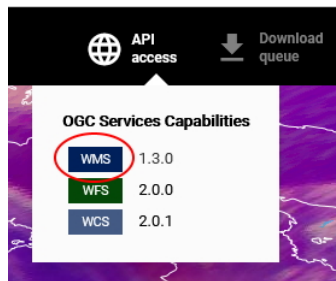 API
access
Download
queue
OGC Services Capabilities
WMS 1.3.0
WFS 2.0.0
WCS 2.0.1